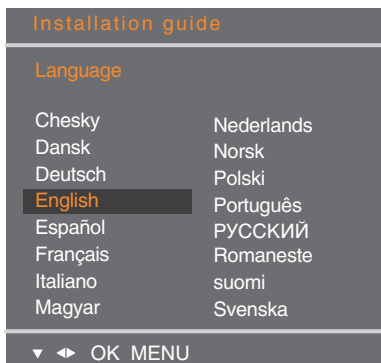 Installation guide
Language
Chesky
Dansk
Deutsch
English
Español
Français
Italiano
Magyar
Nederlands
Norsk
Polski
Português
РУССКИЙ
Romaneste
suomi
Svenska
OK MENU